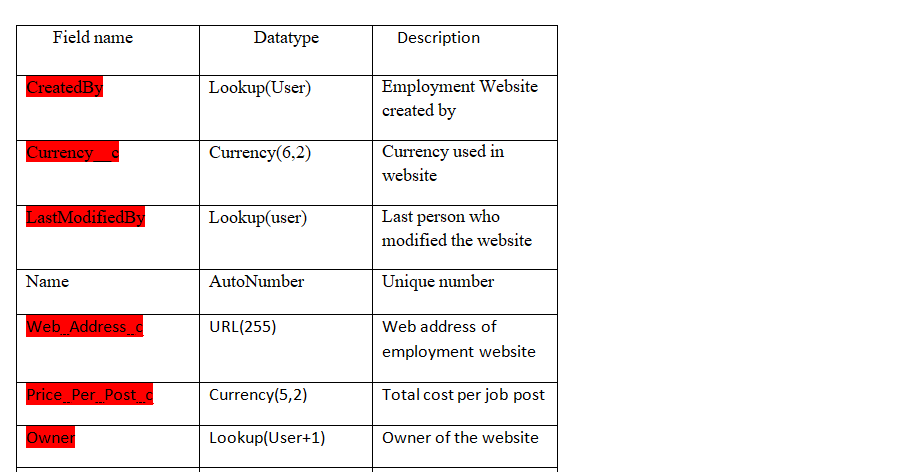 Field name Datatype Description
CreatedBy Lookup(User) Employment Website
created by
Currency__c Currency(6,2) Currency used in
website
LastModifiedBy Lookup(user) Last person who
modified the website
Name AutoNumber Unique number
Web_Address_c URL(255) Web address of
employment website
Price_Per_Post_c Currency(5,2) Total cost per job post
Owner Lookup(User+1) Owner of the website